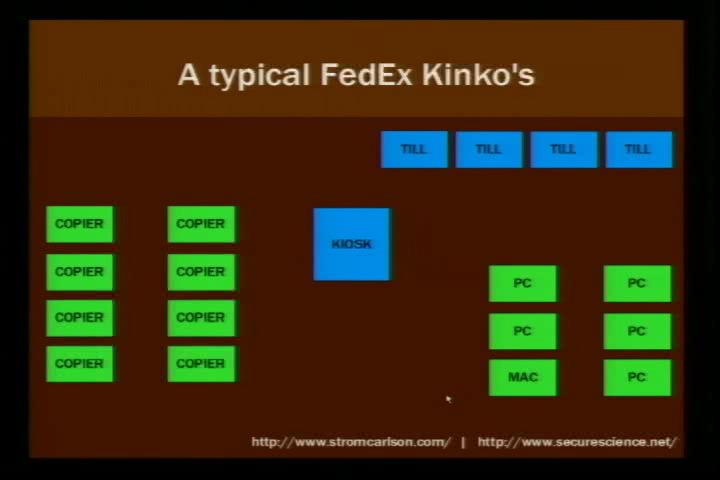 A typical FedEx Kinko's
TILL TILL TILL TILL
COPIER COPIER
KIOSK
COPIER COPIER
PC PC
COPIER COPIER
PC PC
COPIER COPIER
MAC PC
http://www.stromcarlson.com/ | http://www.securescience.net/